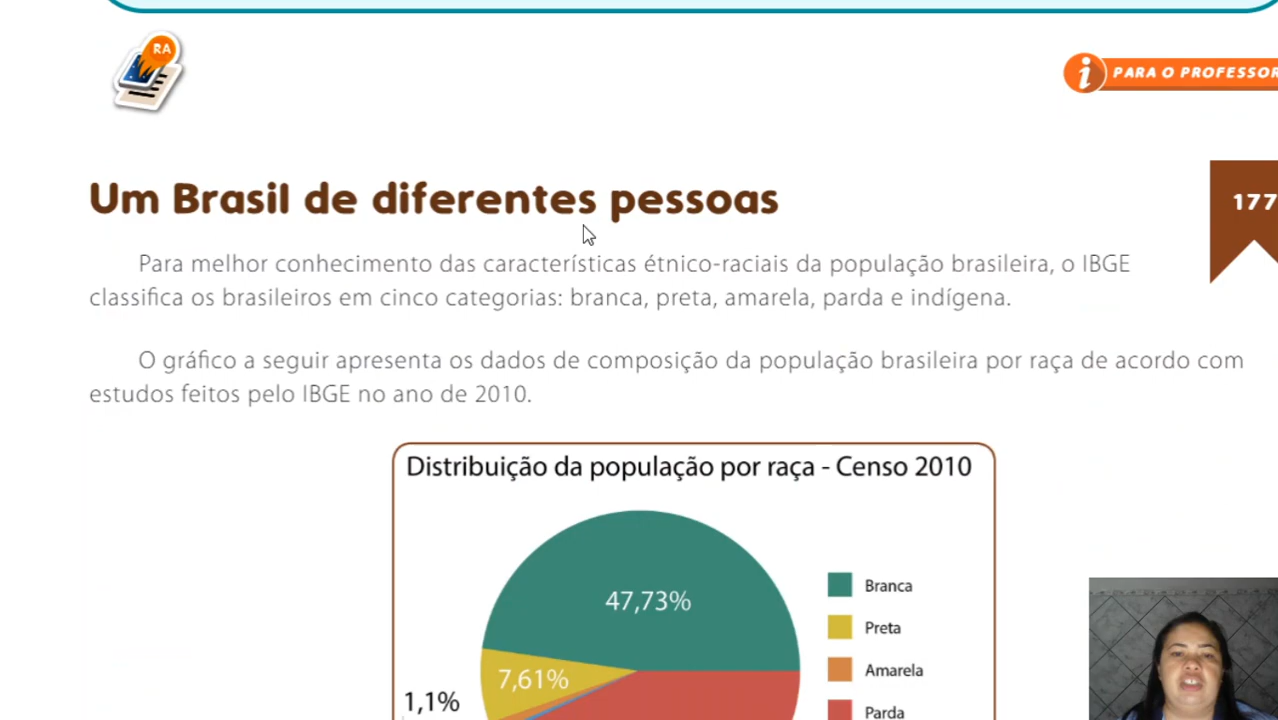 RA
PARA O PROFESSOR
Um Brasil de diferentes pessoas
177
Para melhor conhecimento das características étnico-raciais da população brasileira, o IBGE
classifica os brasileiros em cinco categorias: branca, preta, amarela, parda e indígena.
O gráfico a seguir apresenta os dados de composição da população brasileira por raça de acordo com
estudos feitos pelo IBGE no ano de 2010.
Distribuição da população por raça - Censo 2010
47,73%
Branca
Preta
7,61%
Amarela
1,1%
Parda